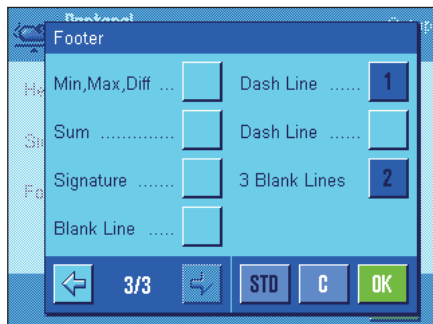 Footer
Min,Max,Diff ... Dash Line ...... 1
Sum ............. Dash Line ......
Signature ....... 3 Blank Lines 2
Blank Line .....
3/3 STD C OK